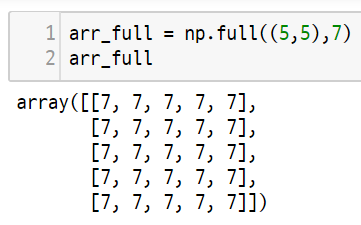 1 arr_full = np.full((5,5),7)
2 arr_full
array([[7, 7, 7, 7, 7],
       [7, 7, 7, 7, 7],
       [7, 7, 7, 7, 7],
       [7, 7, 7, 7, 7],
       [7, 7, 7, 7, 7]])